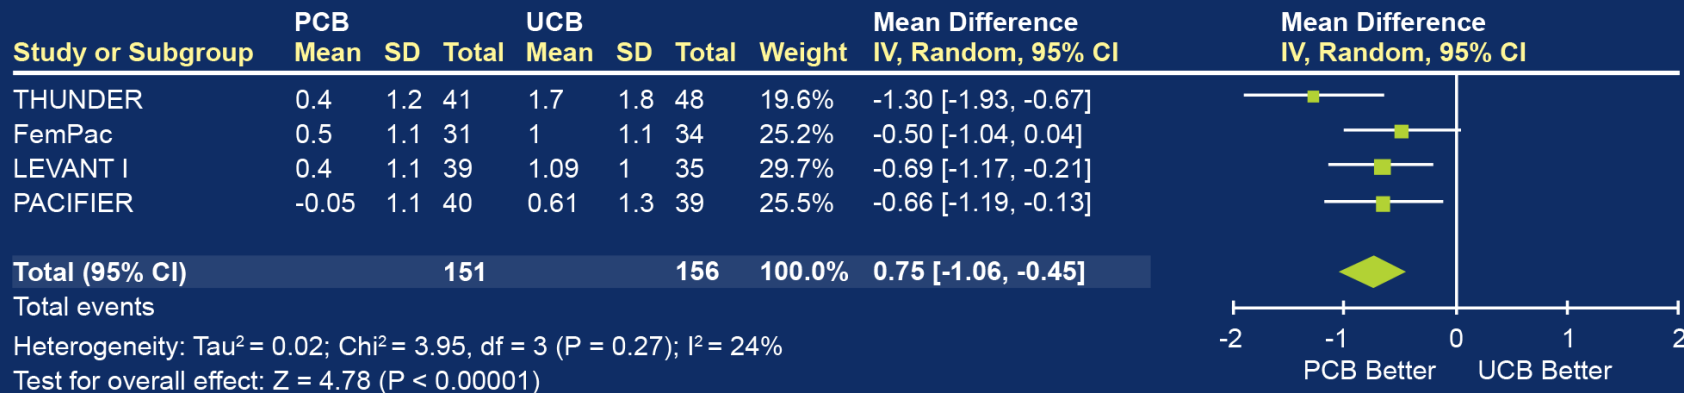 PCB UCB Mean Difference Mean Difference
Study or Subgroup Mean SD Total Mean SD Total Weight IV, Random, 95% CI IV, Random, 95% CI
THUNDER 0.4 1.2 41 1.7 1.8 48 19.6% -1.30 [-1.93, -0.67]
FemPac 0.5 1.1 31 1 1.1 34 25.2% -0.50 [-1.04, 0.04]
LEVANT I 0.4 1.1 39 1.09 1 35 29.7% -0.69 [-1.17, -0.21]
PACIFIER -0.05 1.1 40 0.61 1.3 39 25.5% -0.66 [-1.19, -0.13]
Total (95% CI) 151 156 100.0% 0.75 [-1.06, -0.45]
Total events
Heterogeneity: Tau² = 0.02; Chi² = 3.95, df = 3 (P = 0.27); I² = 24%
Test for overall effect: Z = 4.78 (P < 0.00001)
-2 -1 0 1 2
PCB Better UCB Better